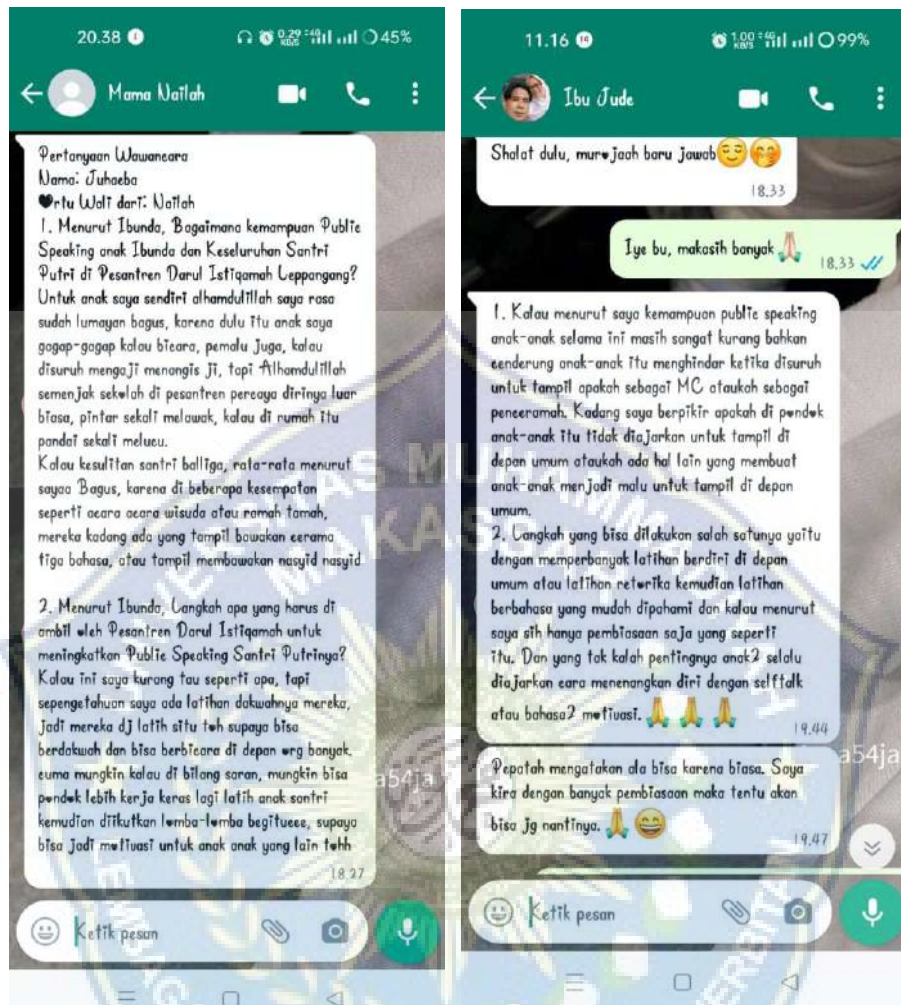 20.38
0.29 KB/S
45%
Mama Nailah
Pertanyaan Wawancara
Nama: Juhaeba
🖤rtu Wali dari: Nailah
1. Menurut Ibunda, Bagaimana kemampuan Public
Speaking anak Ibunda dan Keseluruhan Santri
Putri di Pesantren Darul Istiqamah Leppangang?
Untuk anak saya sendiri alhamdulillah saya rasa
sudah lumayan bagus, karena dulu itu anak saya
gagap-gagap kalau bicara, pemalu juga, kalau
disuruh mengaji menangis ji, tapi Alhamdulillah
semenjak sekolah di pesantren percaya dirinya luar
biasa, pintar sekali melawak, kalau di rumah itu
pandai sekali melucu.
Kalau kesulitan santri balliga, rata-rata menurut
sayaa Bagus, karena di beberapa kesempatan
seperti acara acara wisuda atau ramah tamah,
mereka kadang ada yang tampil bawakan cerama
tiga bahasa, atau tampil membawakan nasyid nasyid
2. Menurut Ibunda, Langkah apa yang harus di
ambil oleh Pesantren Darul Istiqamah untuk
meningkatkan Public Speaking Santri Putrinya?
Kalau ini saya kurang tau seperti apa, tapi
sepengetahuan saya ada latihan dakwahnya mereka,
jadi mereka dj latih situ toh supaya bisa
berdakwah dan bisa berbicara di depan org banyak,
cuma mungkin kalau di bilang saran, mungkin bisa
pondok lebih kerja keras lagi latih anak santri
kemudian diikutkan lomba-lomba begitueee, supaya
bisa jadi motivasi untuk anak anak yang lain tohh
18.27
Ketik pesan
11.16
1.00 KB/S
99%
Ibu Jude
Shalat dulu, murojaah baru jawab😌🤭
18.33
Iye bu, makasih banyak 🙏🏻
18.33
1. Kalau menurut saya kemampuan public speaking
anak-anak selama ini masih sangat kurang bahkan
cenderung anak-anak itu menghindar ketika disuruh
untuk tampil apakah sebagai MC ataukah sebagai
penceramah. Kadang saya berpikir apakah di pondok
anak-anak itu tidak diajarkan untuk tampil di
depan umum ataukah ada hal lain yang membuat
anak-anak menjadi malu untuk tampil di depan
umum.
2. Langkah yang bisa dilakukan salah satunya yaitu
dengan memperbanyak latihan berdiri di depan
umum atau latihan retorika kemudian latihan
berbahasa yang mudah dipahami dan kalau menurut
saya sih hanya pembiasaan saja yang seperti
itu. Dan yang tak kalah pentingnya anak2 selalu
diajarkan cara menenangkan diri dengan selftalk
atau bahasa2 motivasi. 🙏🙏🙏
19.44
Pepatah mengatakan ala bisa karena biasa. Saya
kira dengan banyak pembiasaan maka tentu akan
bisa jg nantinya. 🙏😄
19.47
Ketik pesan